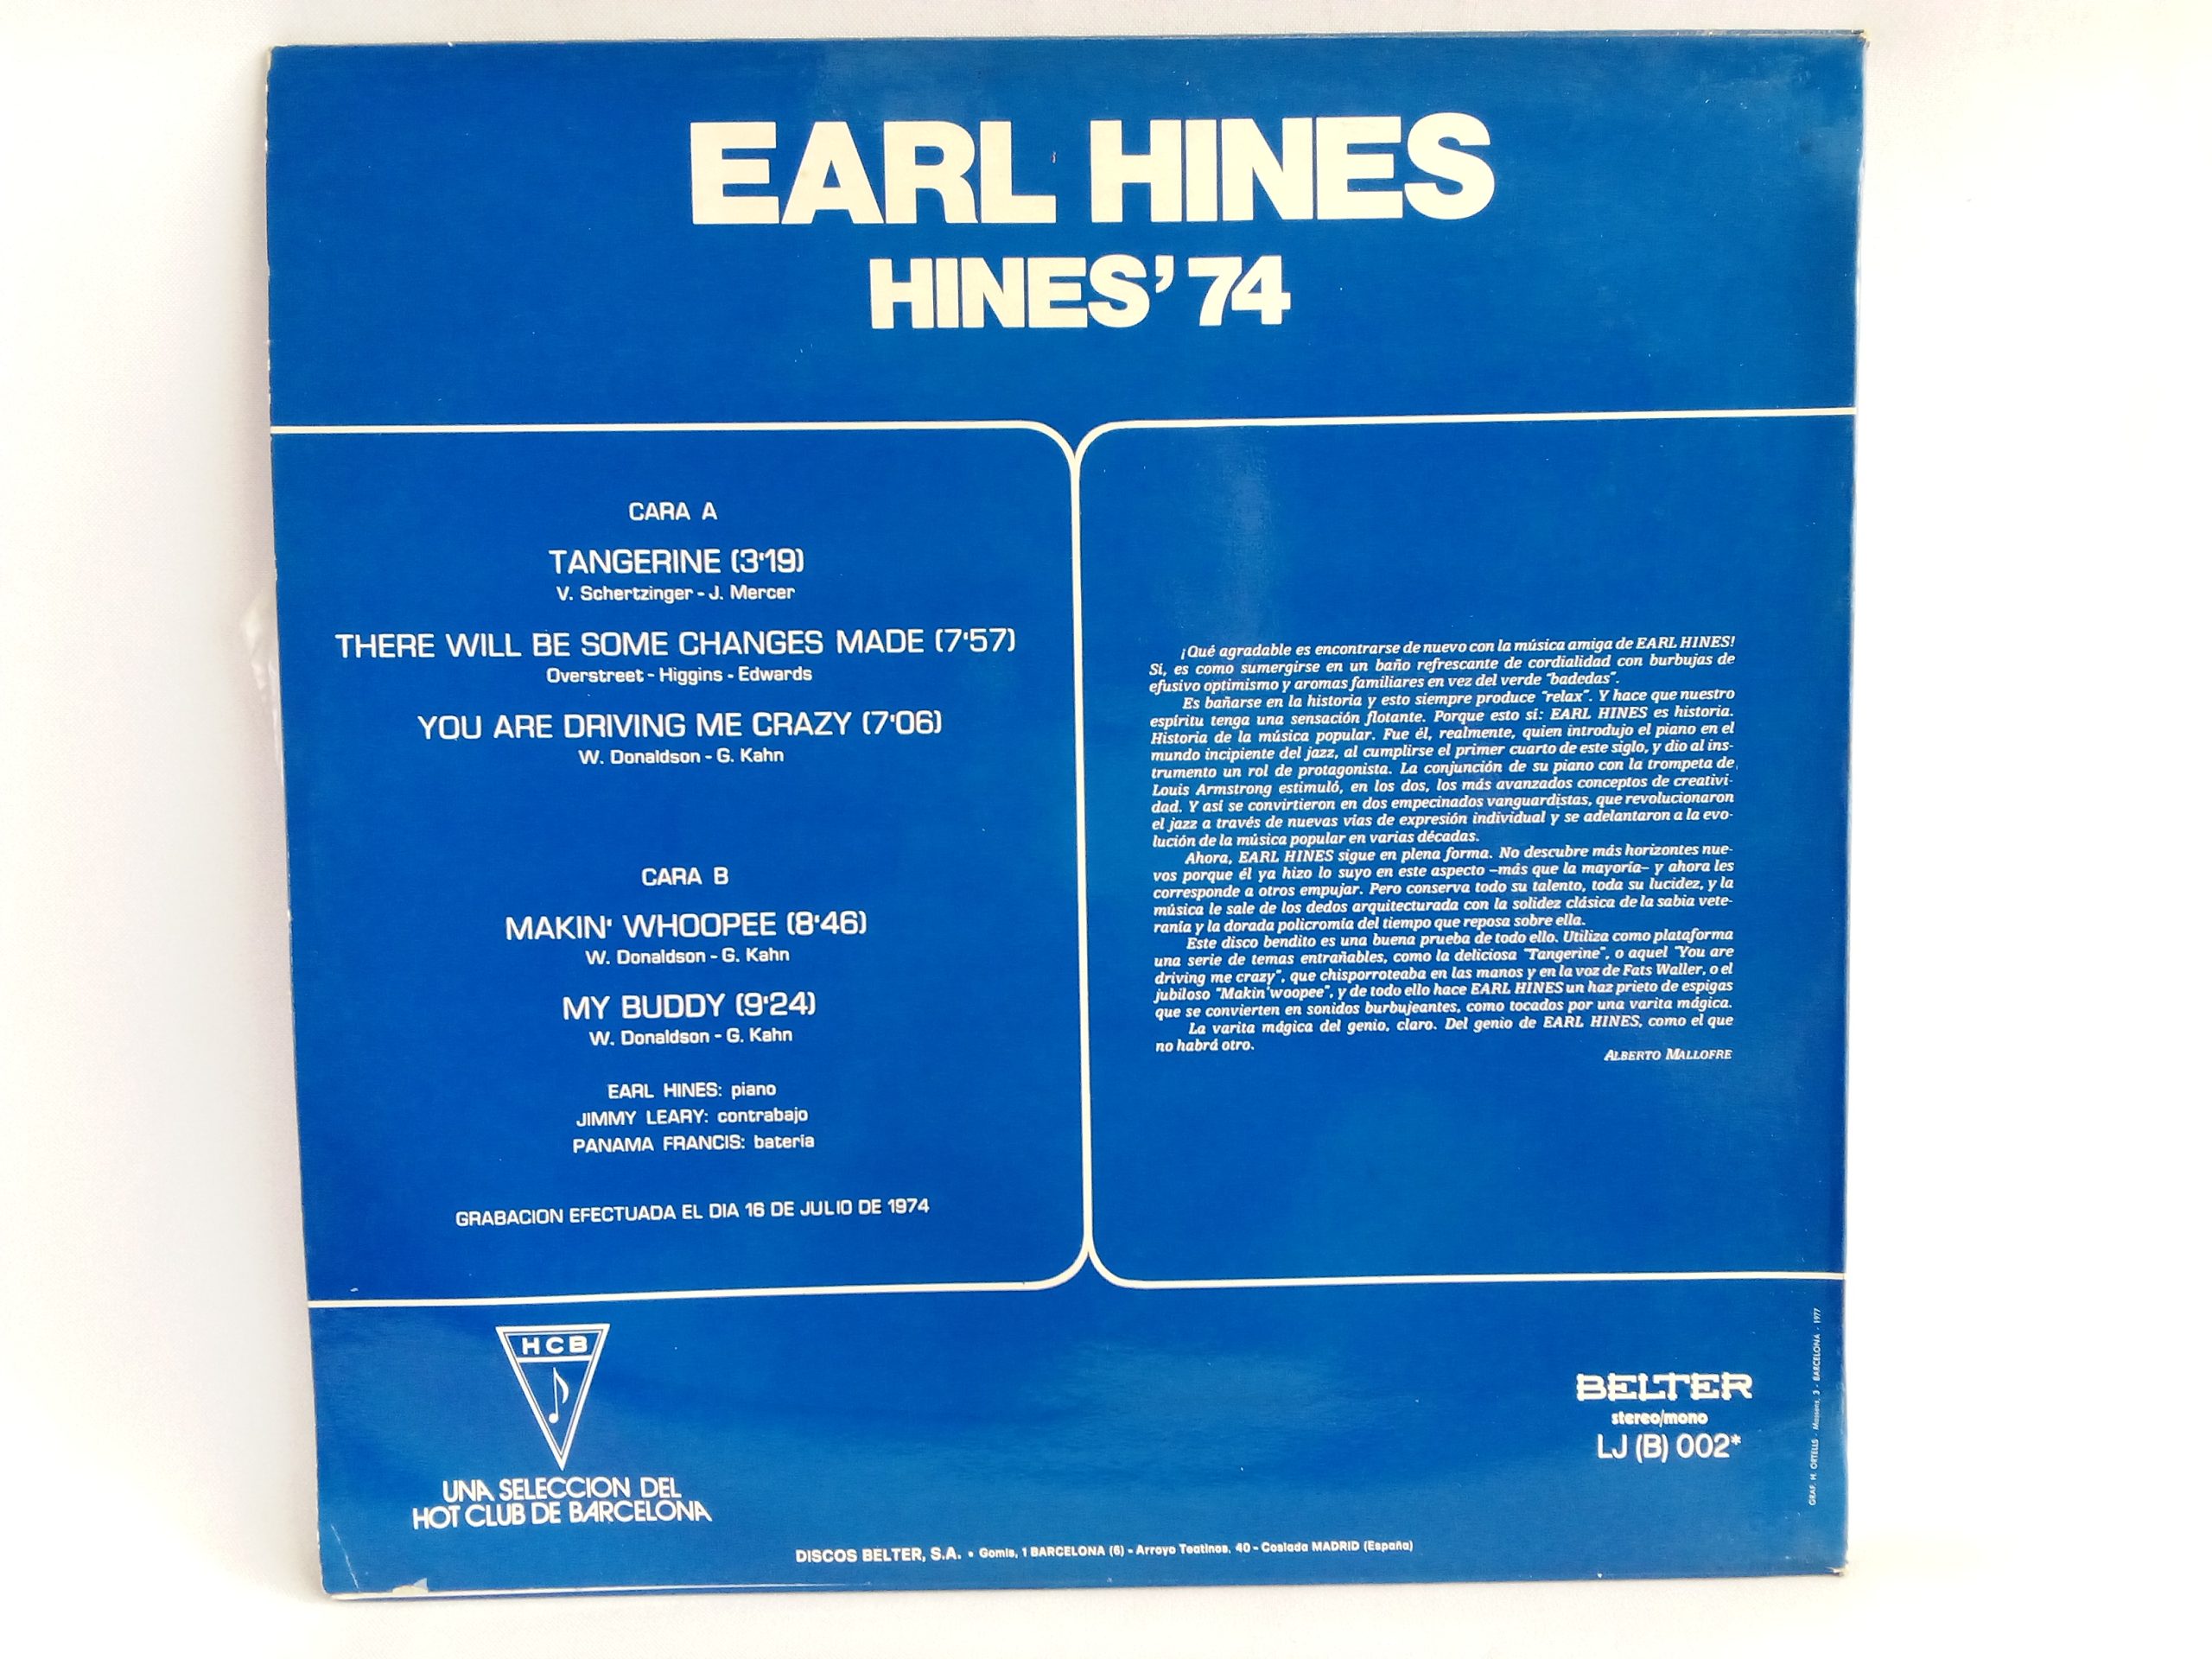 EARL HINES
HINES' 74
CARA A
TANGERINE (3'19)
V. Schertzinger - J. Mercer
THERE WILL BE SOME CHANGES MADE (7'57)
Overstreet - Higgins - Edwards
YOU ARE DRIVING ME CRAZY (7'06)
W. Donaldson - G. Kahn
CARA B
MAKIN' WHOOPEE (8'46)
W. Donaldson - G. Kahn
MY BUDDY (9'24)
W. Donaldson - G. Kahn
EARL HINES: piano
JIMMY LEARY: contrabajo
PANAMA FRANCIS: batería
GRABACION EFECTUADA EL DIA 16 DE JULIO DE 1974
¡Qué agradable es encontrarse de nuevo con la música amiga de EARL HINES!
Sí, es como sumergirse en un baño refrescante de cordialidad con burbujas de
efusivo optimismo y aromas familiares en vez del verde "badedas".
Es bañarse en la historia y esto siempre produce "relax". Y hace que nuestro
espíritu tenga una sensación flotante. Porque esto sí: EARL HINES es historia.
Historia de la música popular. Fue él, realmente, quien introdujo el piano en el
mundo incipiente del jazz, al cumplirse el primer cuarto de este siglo, y dio al ins-
trumento un rol de protagonista. La conjunción de su piano con la trompeta de
Louis Armstrong estimuló, en los dos, los más avanzados conceptos de creativi-
dad. Y así se convirtieron en dos empecinados vanguardistas, que revolucionaron
el jazz a través de nuevas vías de expresión individual y se adelantaron a la evo-
lución de la música popular en varias décadas.
Ahora, EARL HINES sigue en plena forma. No descubre más horizontes nue-
vos porque él ya hizo lo suyo en este aspecto –más que la mayoría– y ahora les
corresponde a otros empujar. Pero conserva todo su talento, toda su lucidez, y la
música le sale de los dedos arquitecturada con la solidez clásica de la sabia vete-
ranía y la dorada policromía del tiempo que reposa sobre ella.
Este disco bendito es una buena prueba de todo ello. Utiliza como plataforma
una serie de temas entrañables, como la deliciosa "Tangerine", o aquel "You are
driving me crazy", que chisporroteaba en las manos y en la voz de Fats Waller, o el
jubiloso "Makin'woopee", y de todo ello hace EARL HINES un haz prieto de espigas
que se convierten en sonidos burbujeantes, como tocados por una varita mágica.
La varita mágica del genio, claro. Del genio de EARL HINES, como el que
no habrá otro.
ALBERTO MALLOFRE
HCB
UNA SELECCION DEL
HOT CLUB DE BARCELONA
BELTER
stereo/mono
LJ (B) 002*
GRAF. M. ORTELLS - Massens, 3 - BARCELONA - 1977
DISCOS BELTER, S.A. • Gomis, 1 BARCELONA (6) - Arroyo Teatinos, 40 - Coslada MADRID (España)